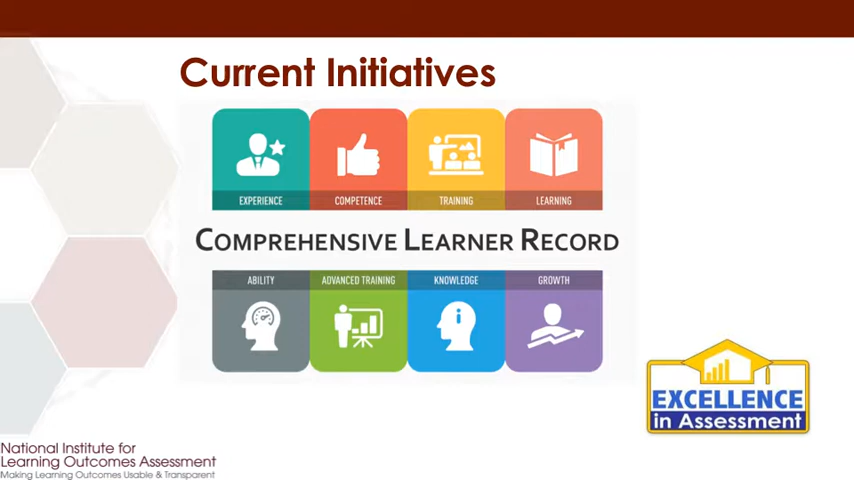 Current Initiatives
EXPERIENCE COMPETENCE TRAINING LEARNING
COMPREHENSIVE LEARNER RECORD
ABILITY ADVANCED TRAINING KNOWLEDGE GROWTH
EXCELLENCE
in Assessment
National Institute for
Learning Outcomes Assessment
Making Learning Outcomes Usable & Transparent